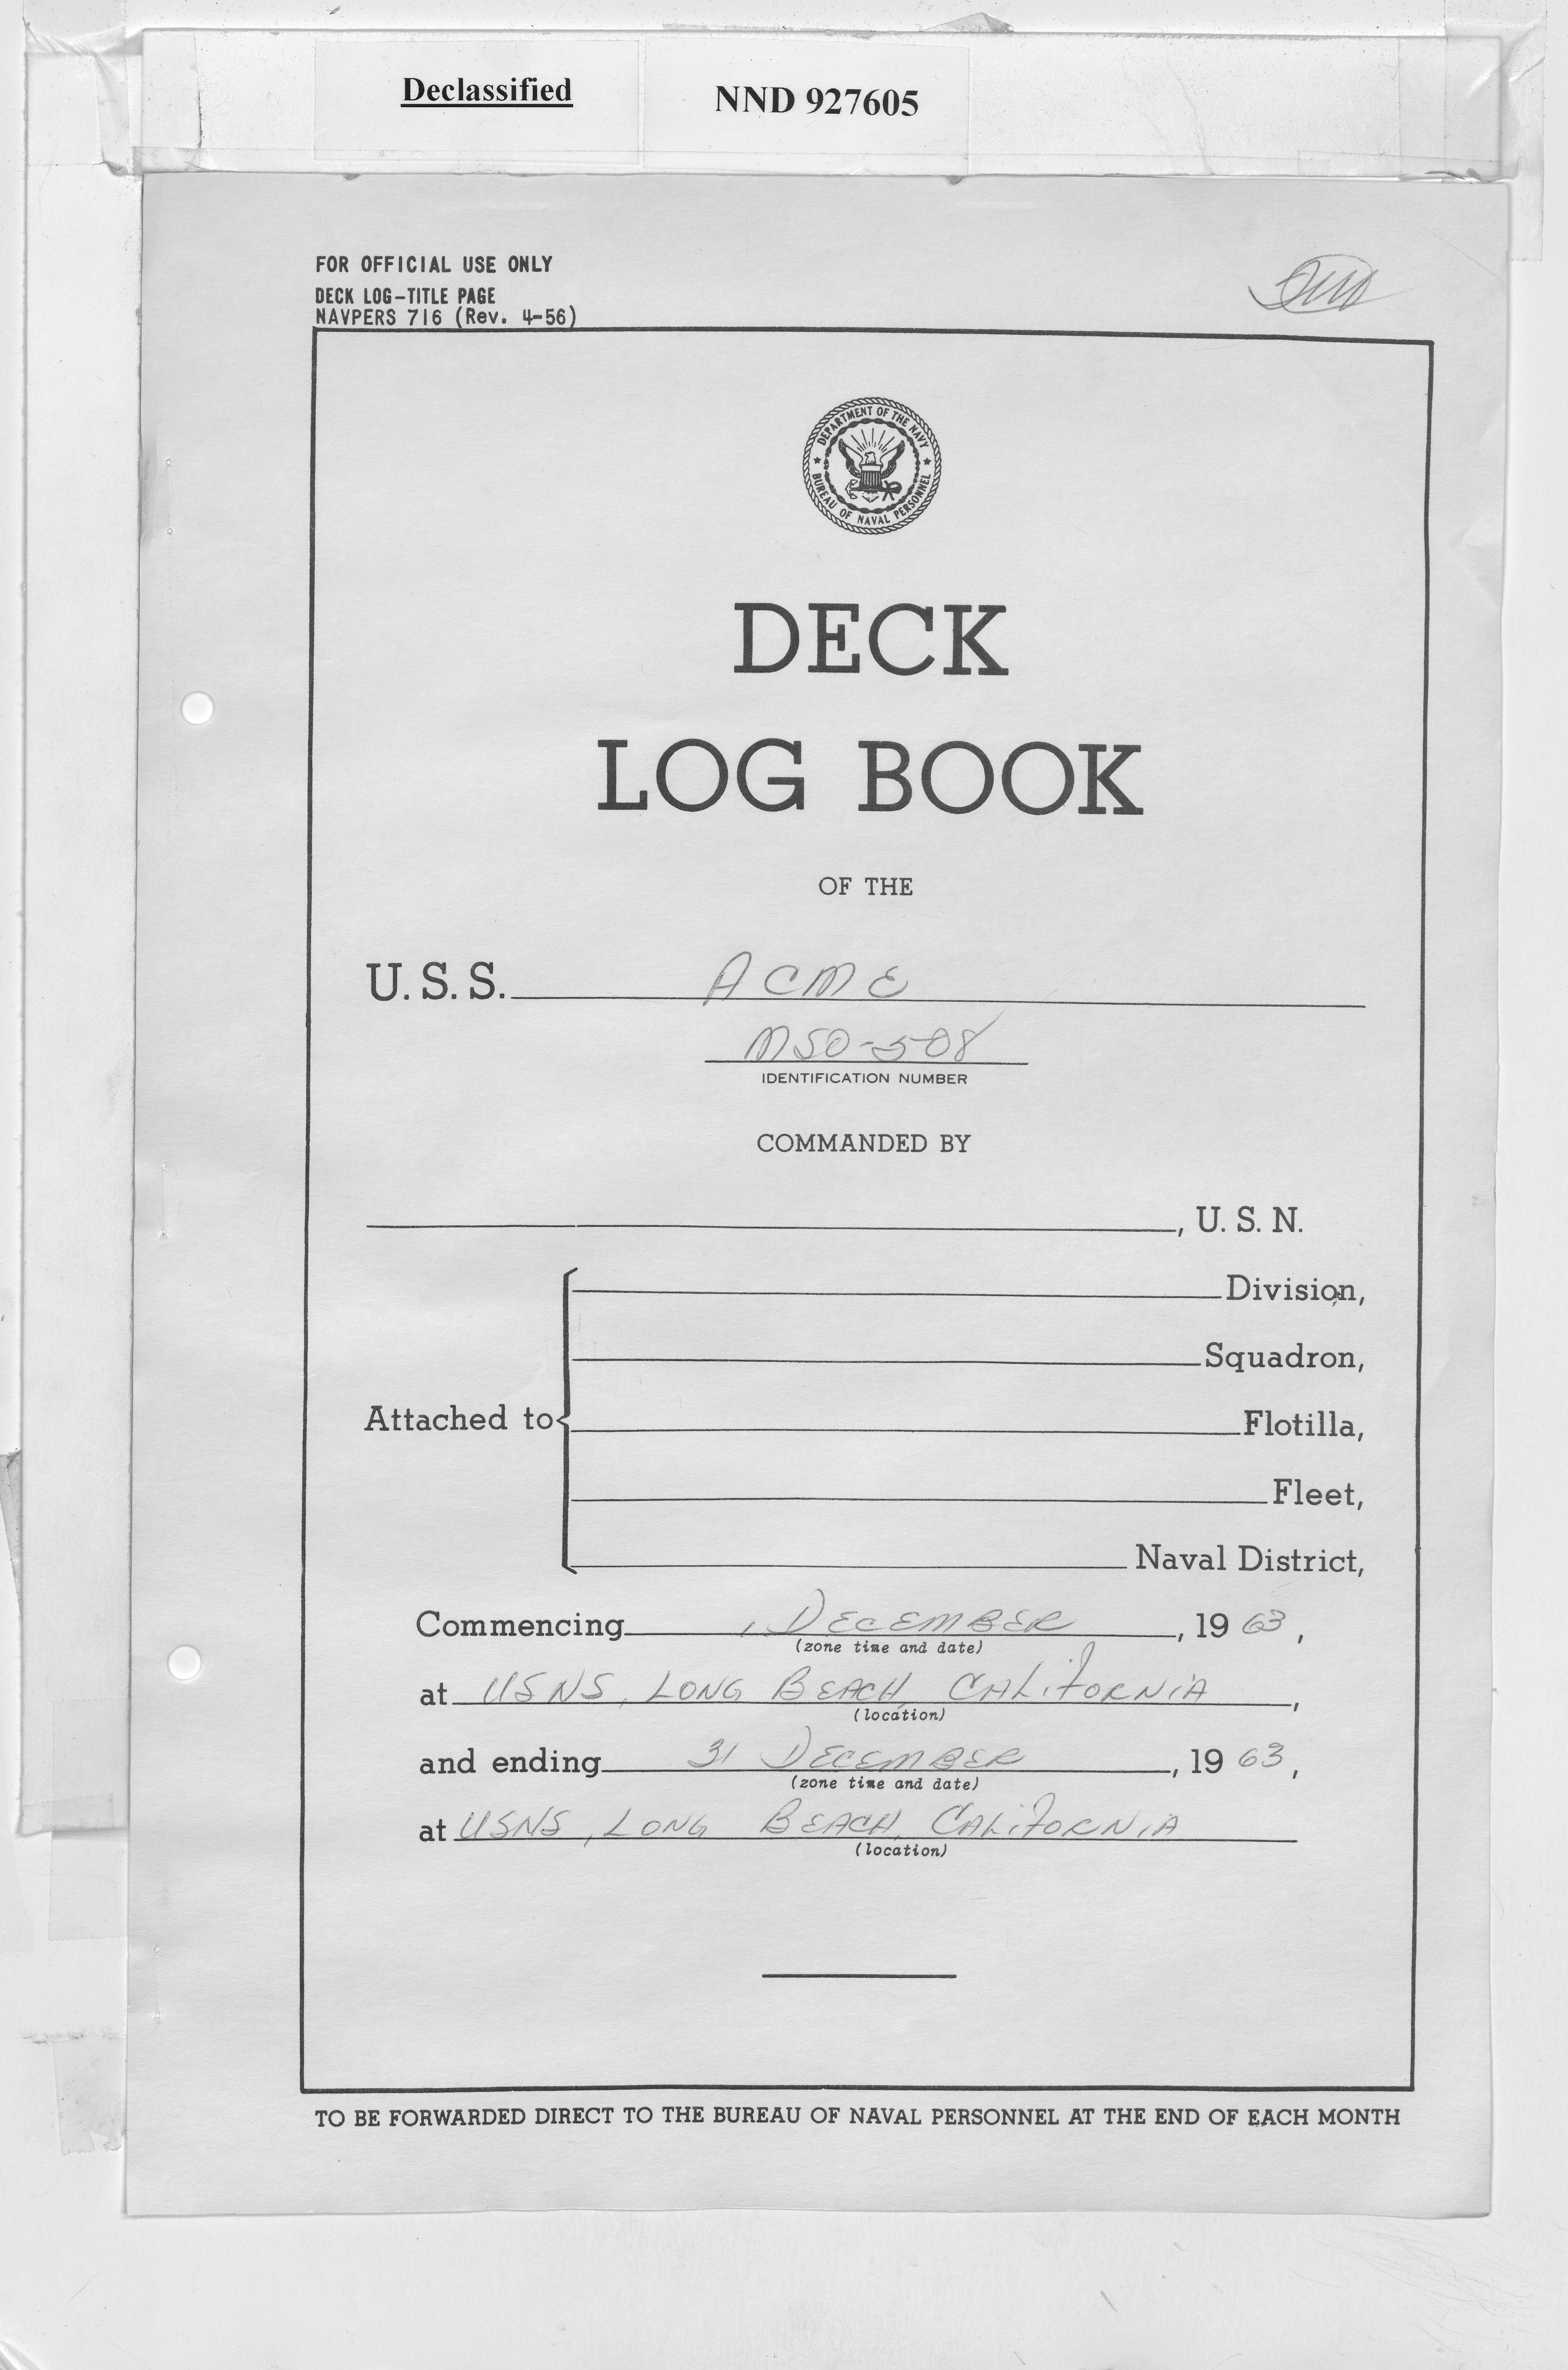 Declassified NND 927605
FOR OFFICIAL USE ONLY
DECK LOG-TITLE PAGE
NAVPERS 716 (Rev. 4-56)
DEPARTMENT OF THE NAVY
BUREAU OF NAVAL PERSONNEL
DECK
LOG BOOK
OF THE
U. S. S. ACME
MSO-508
IDENTIFICATION NUMBER
COMMANDED BY
, U. S. N.
Division,
Squadron,
Attached to
Flotilla,
Fleet,
Naval District,
Commencing 1 DECEMBER, 19 63,
(zone time and date)
at USNS, LONG BEACH, CALIFORNIA,
(location)
and ending 31 DECEMBER, 19 63,
(zone time and date)
at USNS, LONG BEACH, CALIFORNIA
(location)
TO BE FORWARDED DIRECT TO THE BUREAU OF NAVAL PERSONNEL AT THE END OF EACH MONTH